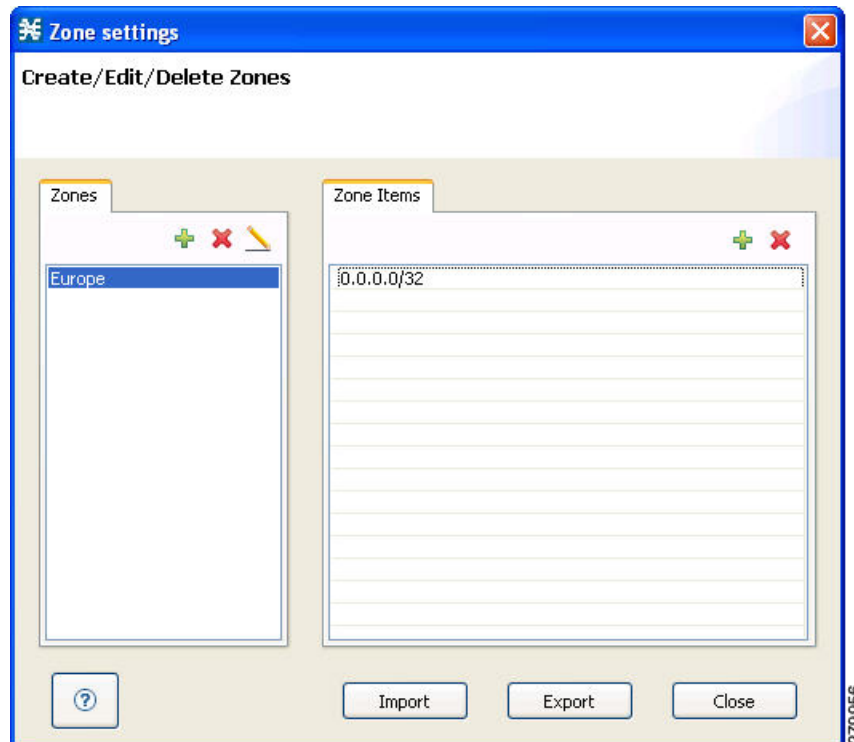 Zone settings
Create/Edit/Delete Zones
Zones
Zone Items
Europe
0.0.0.0/32
Import
Export
Close